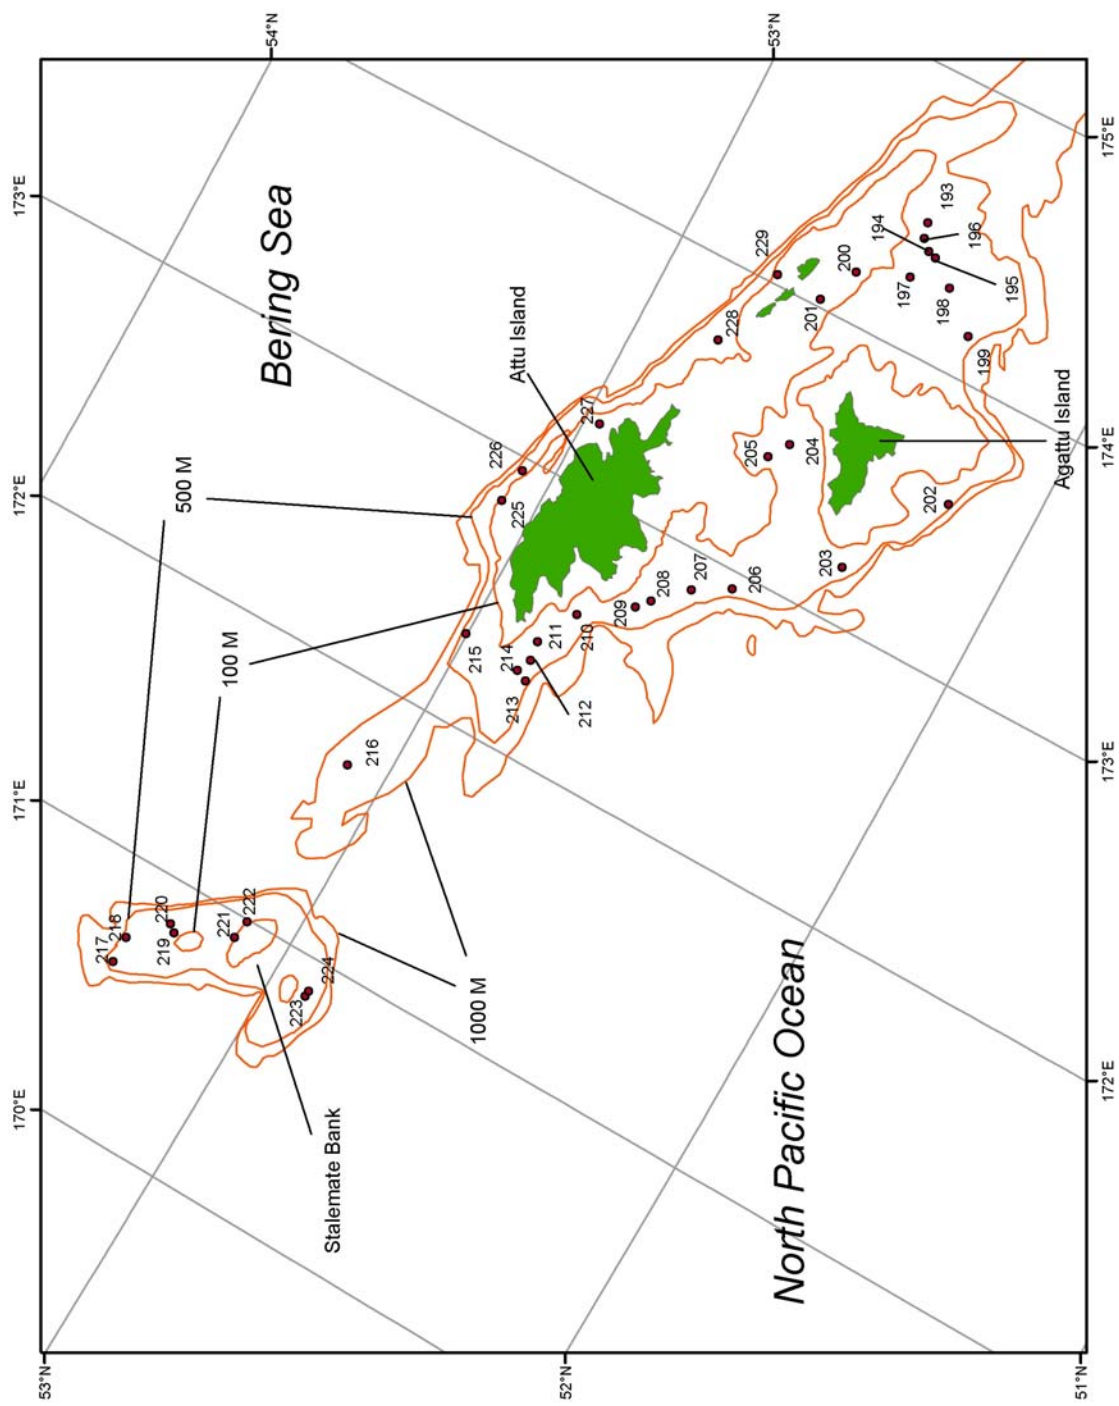 54°N
53°N
173°E
172°E
171°E
170°E
175°E
174°E
173°E
172°E
53°N
52°N
51°N
Bering Sea
North Pacific Ocean
Attu Island
Agattu Island
Stalemate Bank
500 M
100 M
1000 M
193
194
195
196
197
198
199
200
201
202
203
204
205
206
207
208
209
210
211
212
213
214
215
216
217
218
219
220
221
222
223
224
225
226
227
228
229